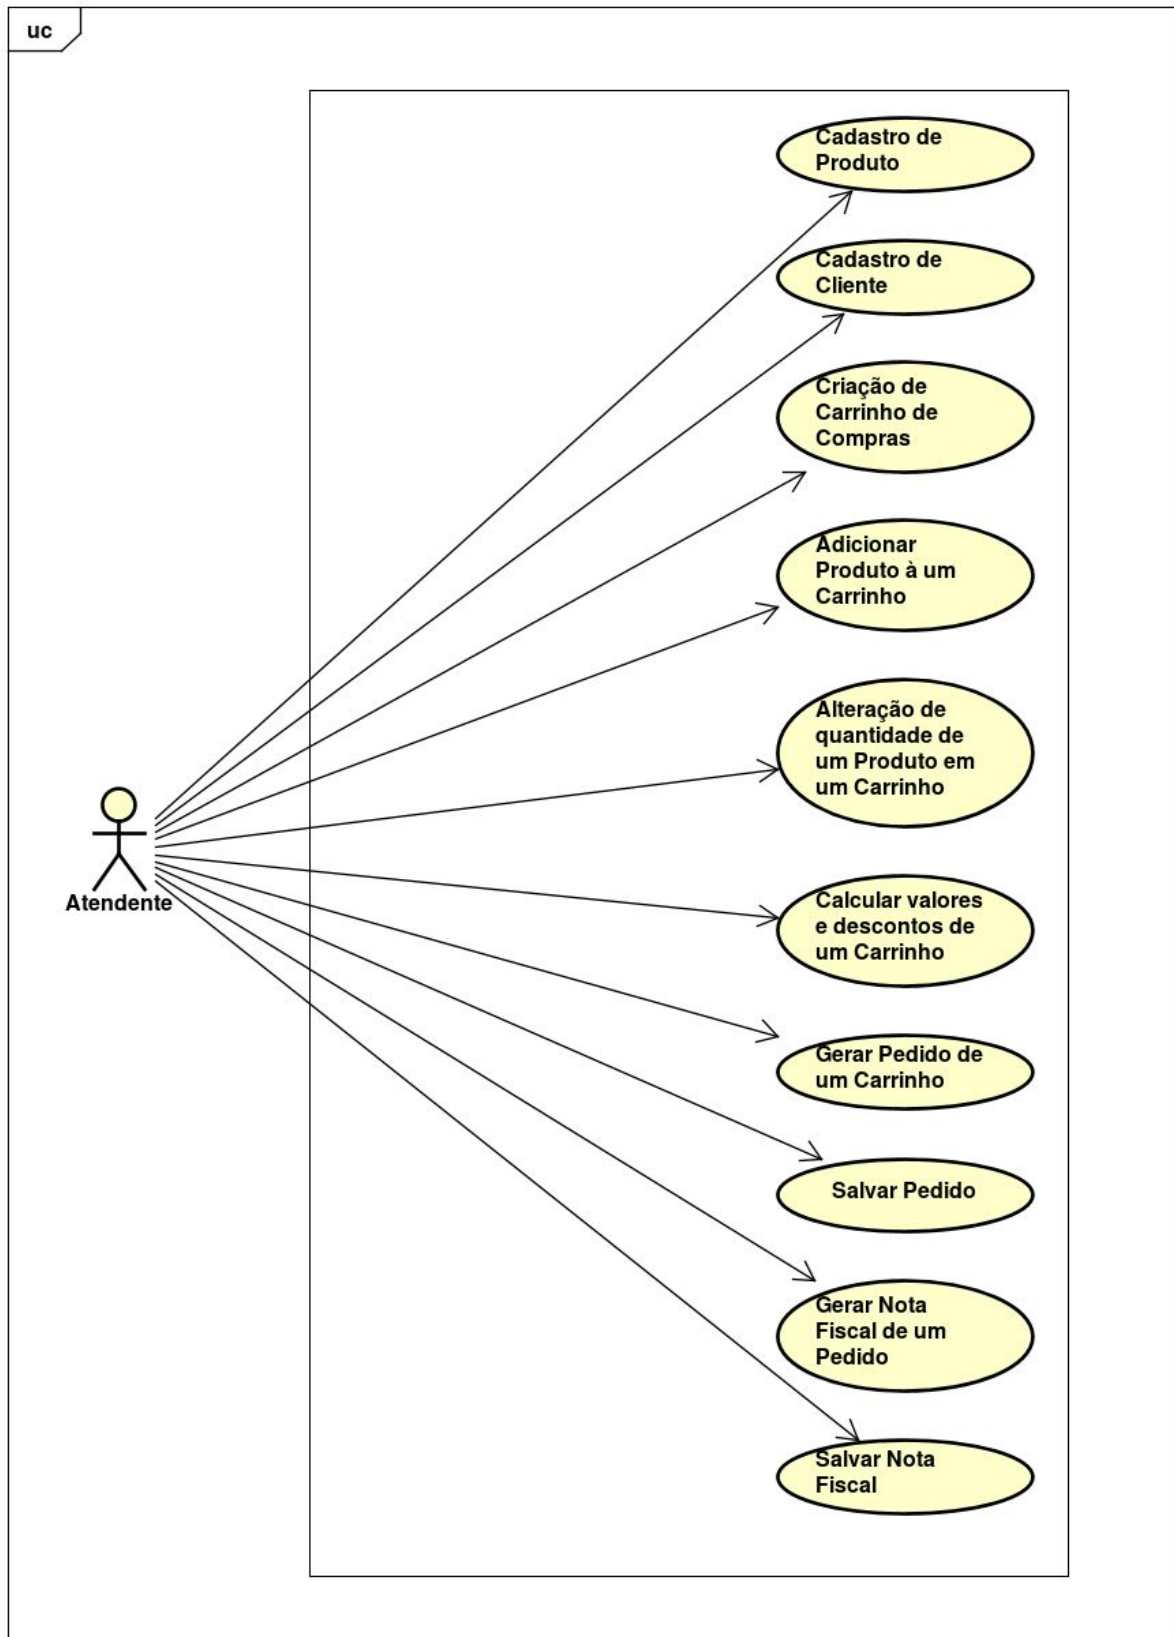 uc
Cadastro de
Produto
Cadastro de
Cliente
Criação de
Carrinho de
Compras
Adicionar
Produto à um
Carrinho
Alteração de
quantidade de
um Produto em
um Carrinho
Atendente
Calcular valores
e descontos de
um Carrinho
Gerar Pedido de
um Carrinho
Salvar Pedido
Gerar Nota
Fiscal de um
Pedido
Salvar Nota
Fiscal